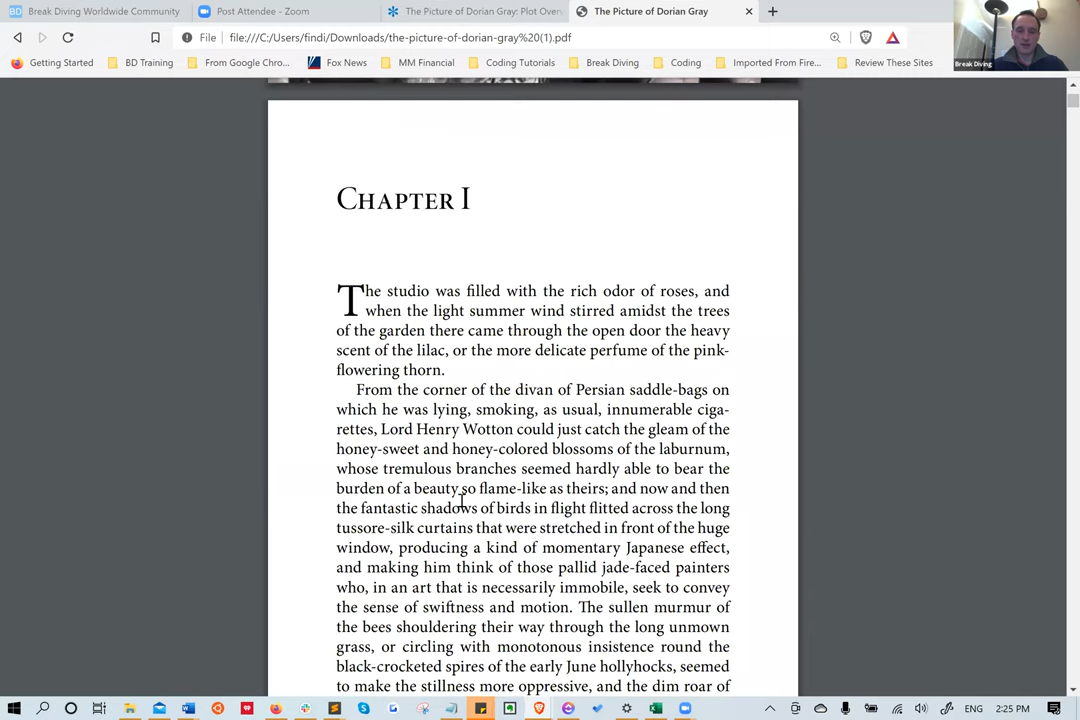 Break Diving Worldwide Community
Post Attendee - Zoom
The Picture of Dorian Gray: Plot Over
The Picture of Dorian Gray
File
file:///C:/Users/findi/Downloads/the-picture-of-dorian-gray%20(1).pdf
Getting Started
BD Training
From Google Chro...
Fox News
MM Financial
Coding Tutorials
Break Diving
Coding
Imported From Fire...
Review These Sites
Break Diving
CHAPTER I
The studio was filled with the rich odor of roses, and
when the light summer wind stirred amidst the trees
of the garden there came through the open door the heavy
scent of the lilac, or the more delicate perfume of the pink-
flowering thorn.
From the corner of the divan of Persian saddle-bags on
which he was lying, smoking, as usual, innumerable ciga-
rettes, Lord Henry Wotton could just catch the gleam of the
honey-sweet and honey-colored blossoms of the laburnum,
whose tremulous branches seemed hardly able to bear the
burden of a beauty so flame-like as theirs; and now and then
the fantastic shadows of birds in flight flitted across the long
tussore-silk curtains that were stretched in front of the huge
window, producing a kind of momentary Japanese effect,
and making him think of those pallid jade-faced painters
who, in an art that is necessarily immobile, seek to convey
the sense of swiftness and motion. The sullen murmur of
the bees shouldering their way through the long unmown
grass, or circling with monotonous insistence round the
black-crocketed spires of the early June hollyhocks, seemed
to make the stillness more oppressive, and the dim roar of
ENG
2:25 PM